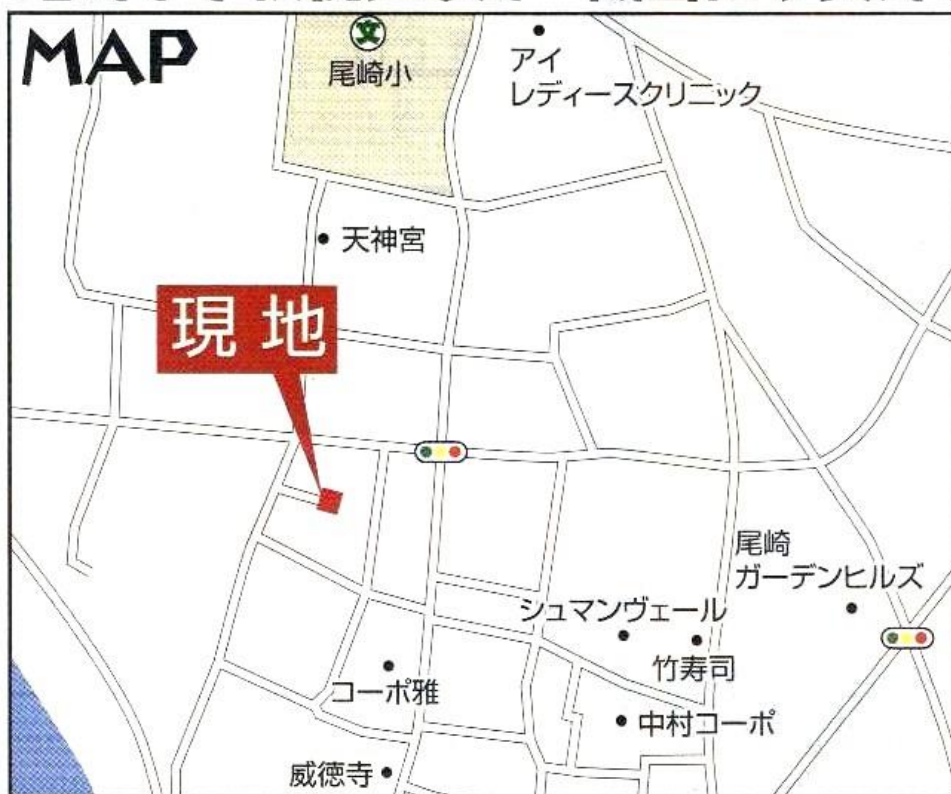 MAP
文
尾崎小
アイ
レディースクリニック
天神宮
現地
尾崎
ガーデンヒルズ
シュマンヴェール
竹寿司
コーポ雅
中村コーポ
威徳寺